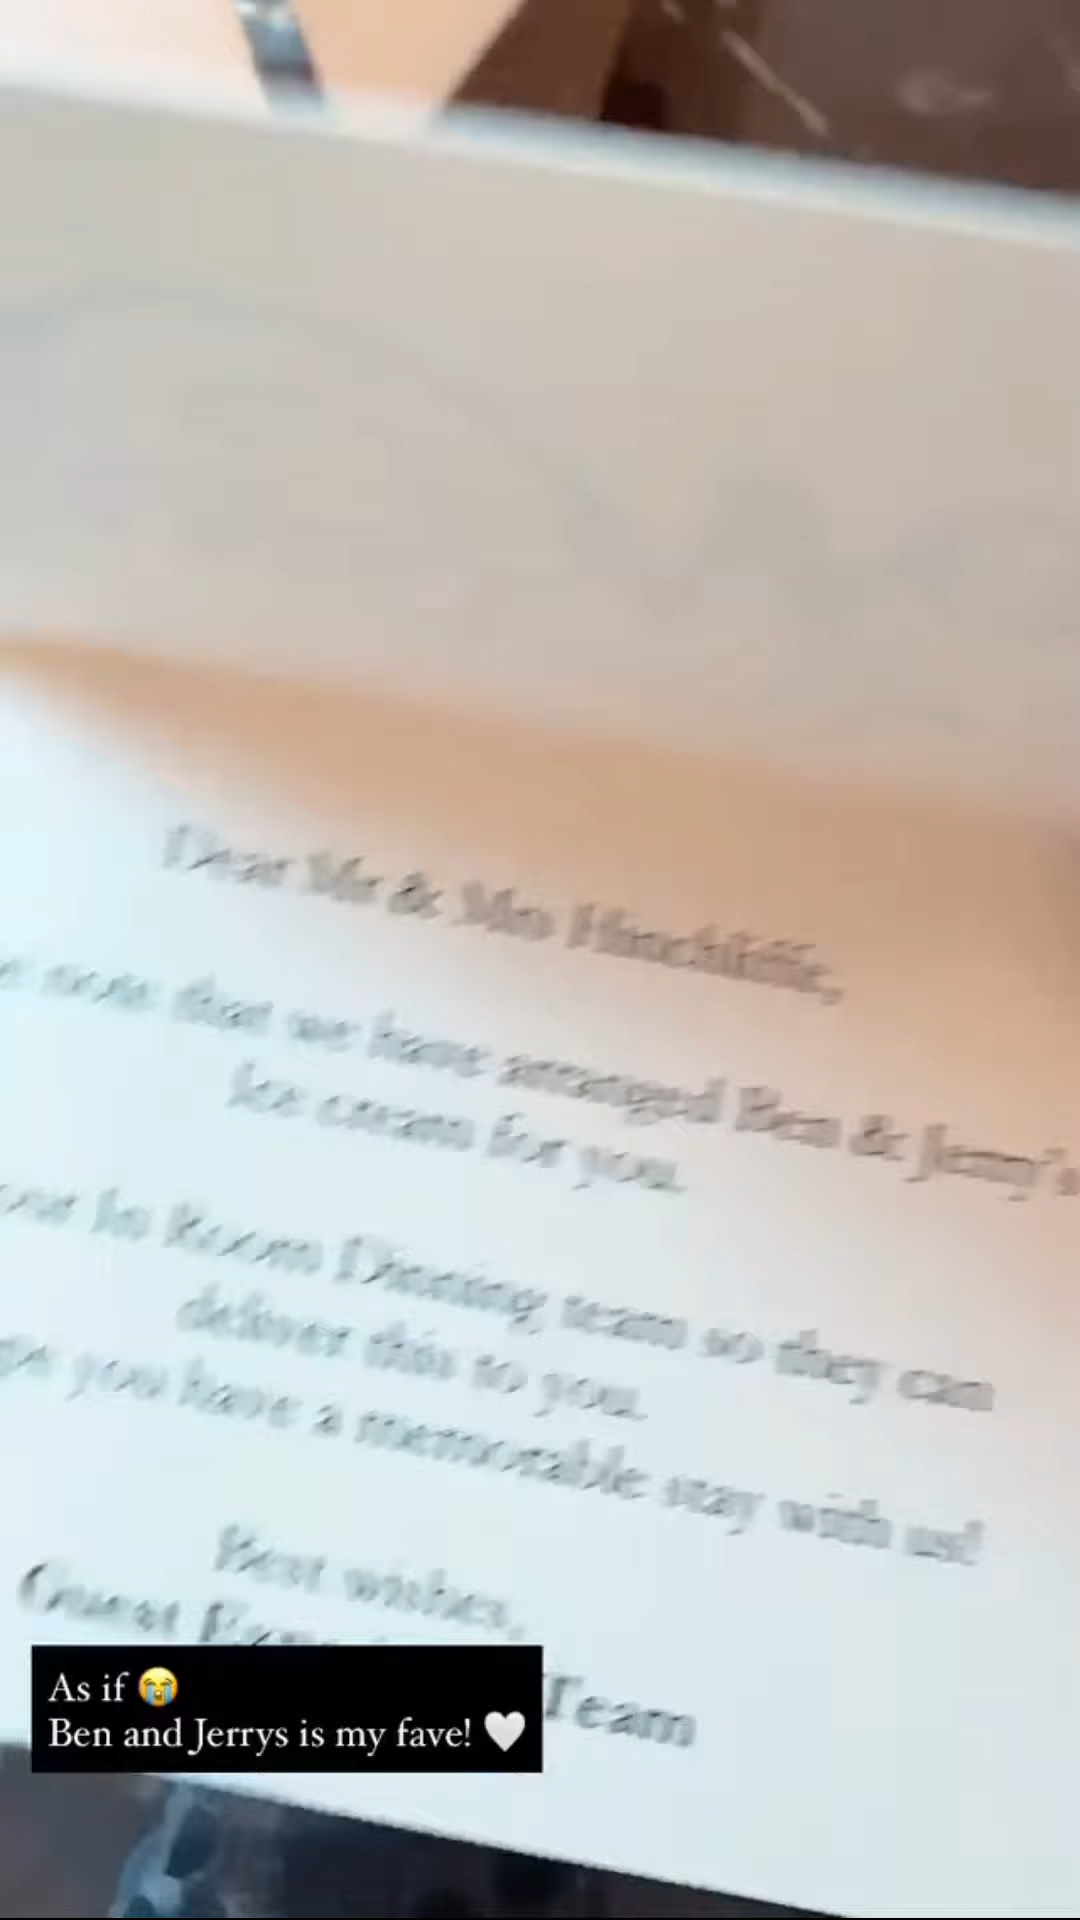 Dear Mr & Mrs Hinchliffe,
note that we have arranged Ben & Jerry's
Ice cream for you.
In Room Dinning team so they can
deliver this to you.
you have a memorable stay with us!
Best wishes,
Guest Team
As if 😭
Ben and Jerrys is my fave! 🤍